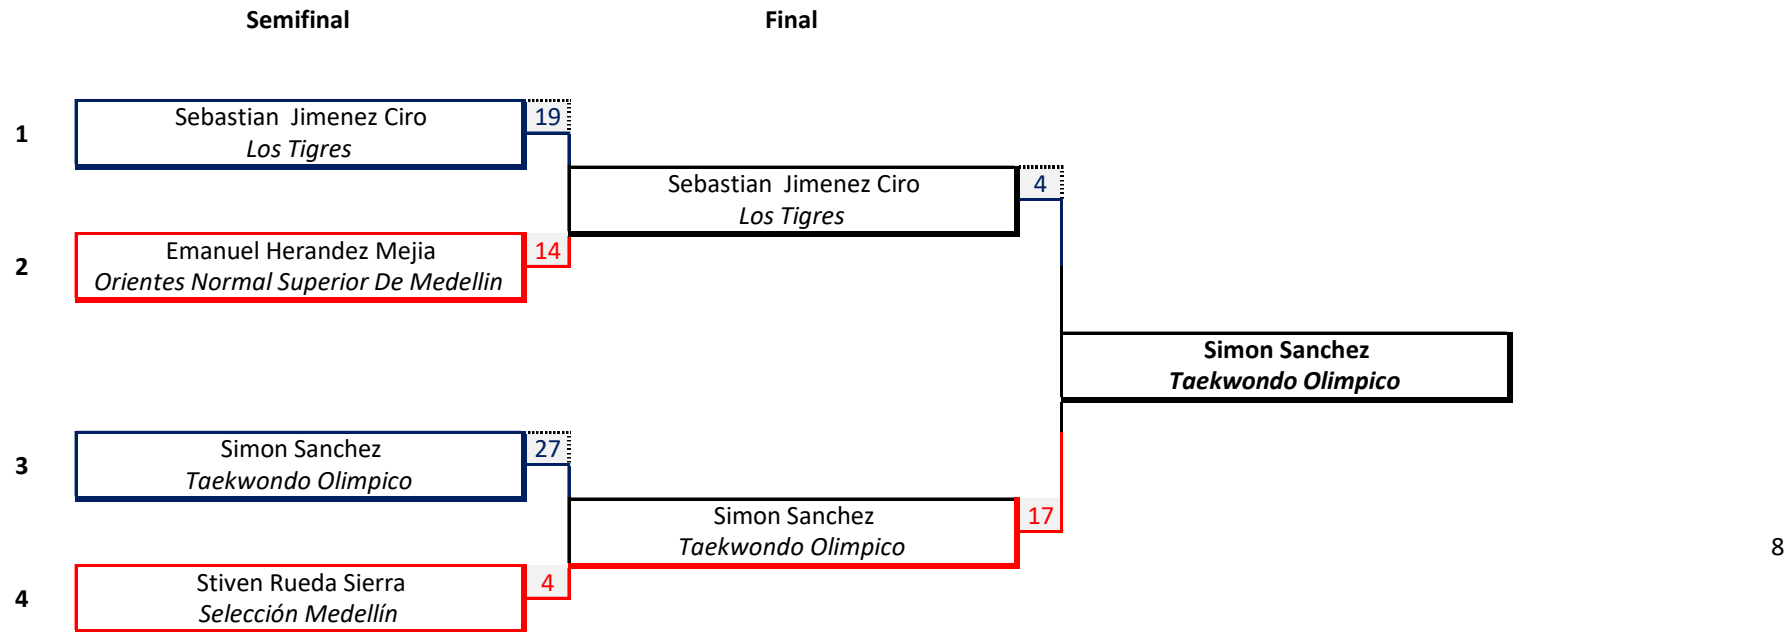 Semifinal
Final
1
Sebastian  Jimenez Ciro
Los Tigres
19
2
Emanuel Herandez Mejia
Orientes Normal Superior De Medellin
14
Sebastian  Jimenez Ciro
Los Tigres
4
Simon Sanchez
Taekwondo Olimpico
3
Simon Sanchez
Taekwondo Olimpico
27
4
Stiven Rueda Sierra
Selección Medellín
4
Simon Sanchez
Taekwondo Olimpico
17
8